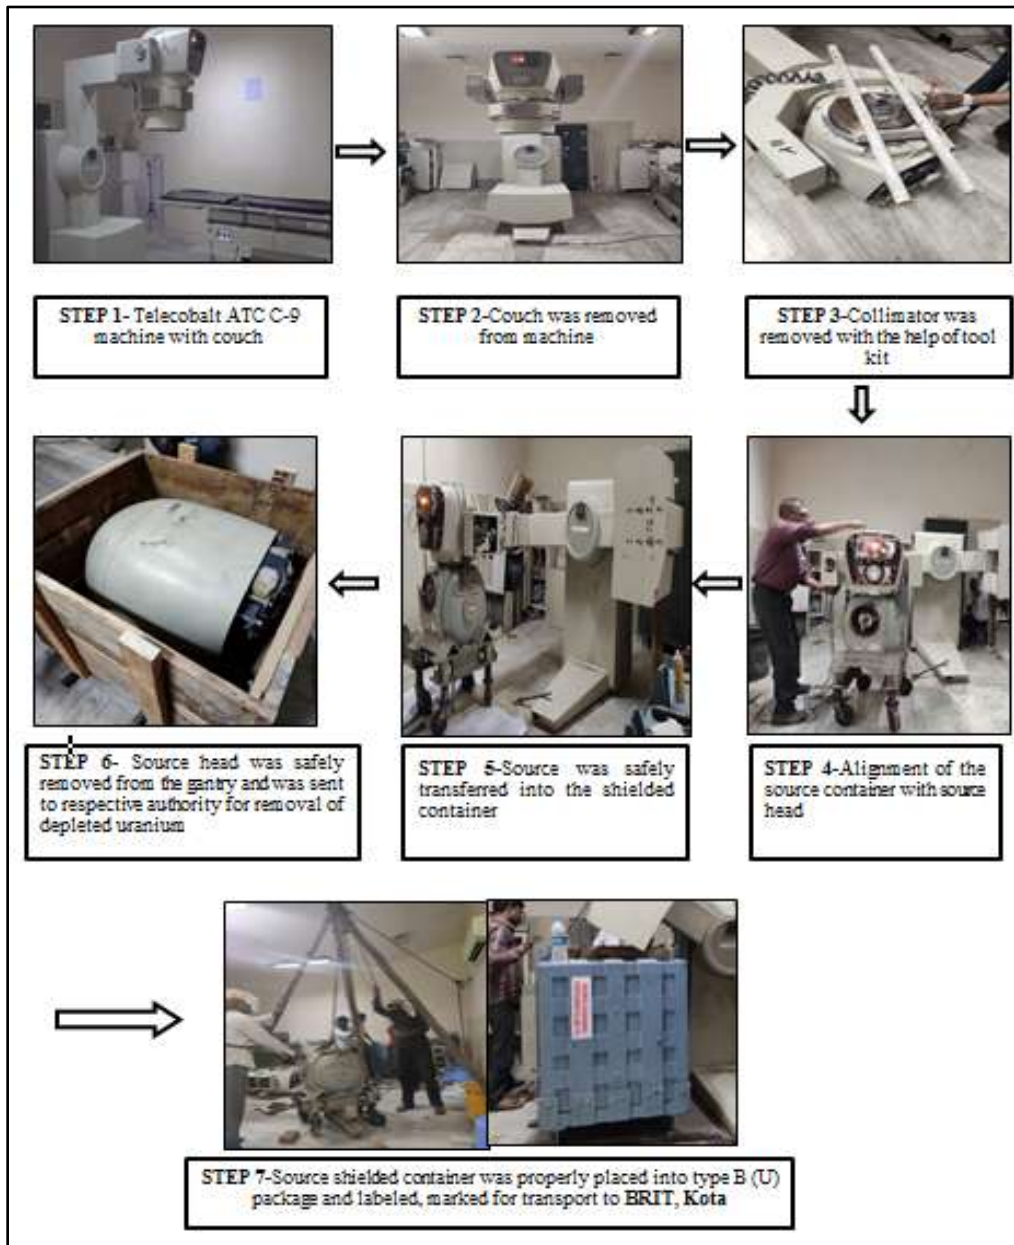 STEP 1- Telecobalt ATC C-9
machine with couch
STEP 2-Couch was removed
from machine
STEP 3-Collimator was
removed with the help of tool
kit
STEP 4-Alignment of the
source container with source
head
STEP 5-Source was safely
transferred into the shielded
container
STEP 6- Source head was safely
removed from the gantry and was sent
to respective authority for removal of
depleted uranium
STEP 7-Source shielded container was properly placed into type B (U)
package and labeled, marked for transport to BRIT, Kota